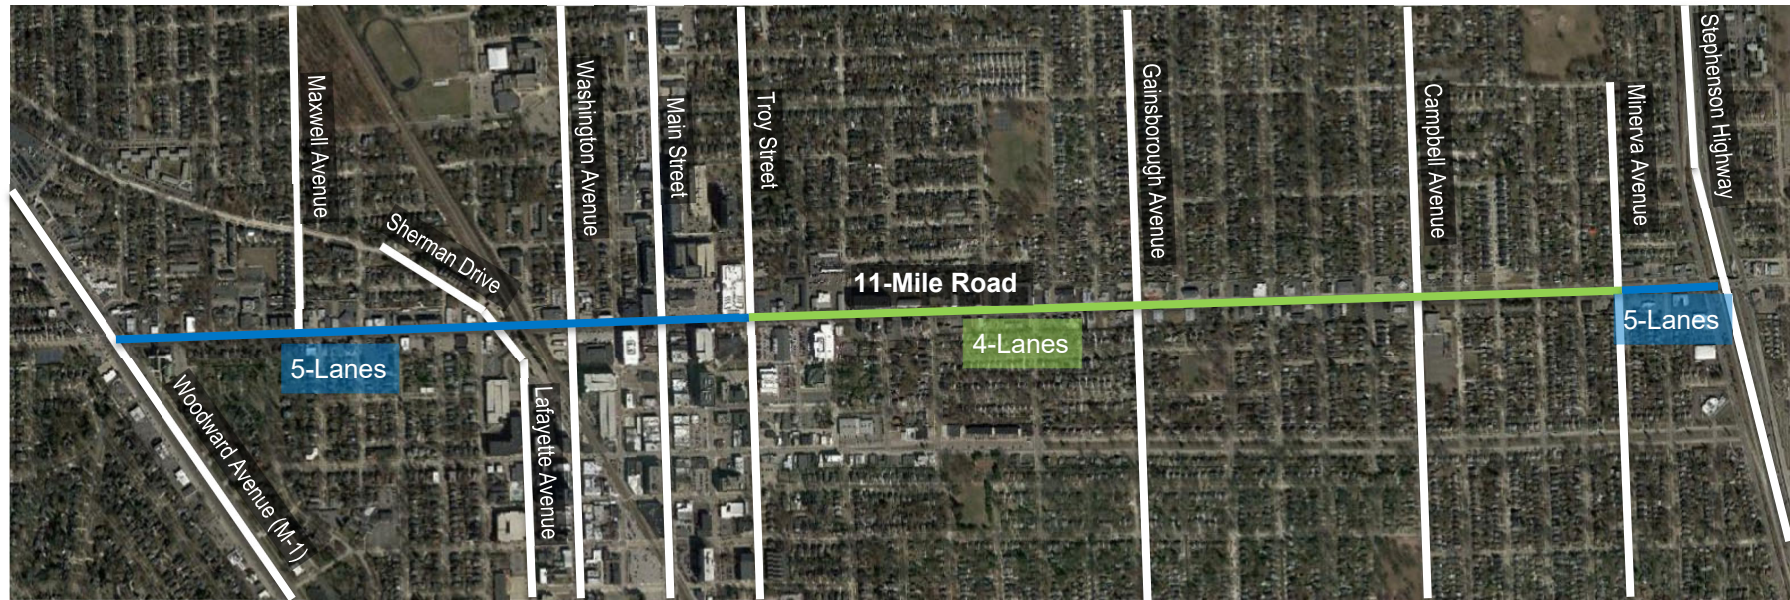 Maxwell Avenue
Sherman Drive
Washington Avenue
Main Street
Troy Street
Gainsborough Avenue
Campbell Avenue
Minerva Avenue
Stephenson Highway
11-Mile Road
5-Lanes
4-Lanes
5-Lanes
Woodward Avenue (M-1)
Lafayette Avenue